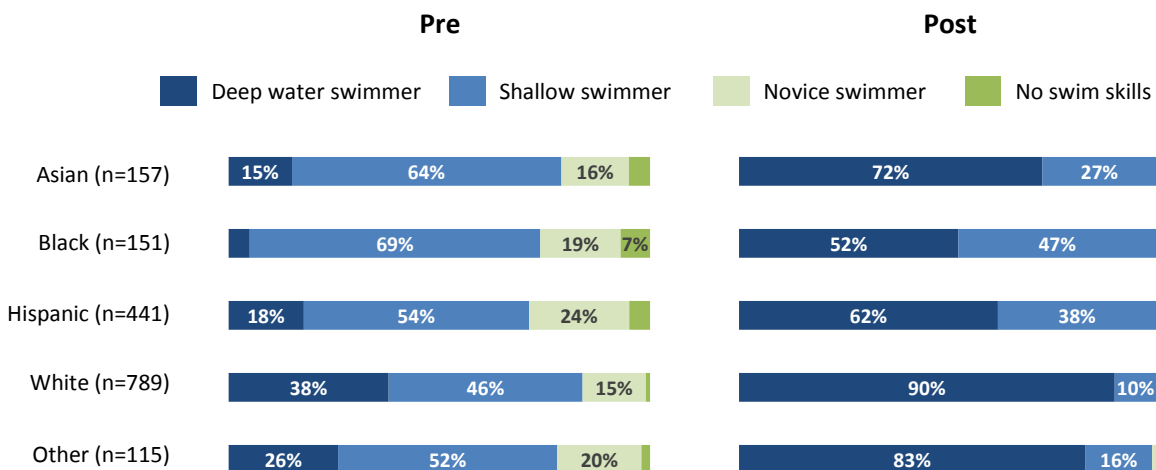 Pre Post
Deep water swimmer Shallow swimmer Novice swimmer No swim skills
Asian (n=157) 15% 64% 16% 72% 27%
Black (n=151) 69% 19% 7% 52% 47%
Hispanic (n=441) 18% 54% 24% 62% 38%
White (n=789) 38% 46% 15% 90% 10%
Other (n=115) 26% 52% 20% 83% 16%